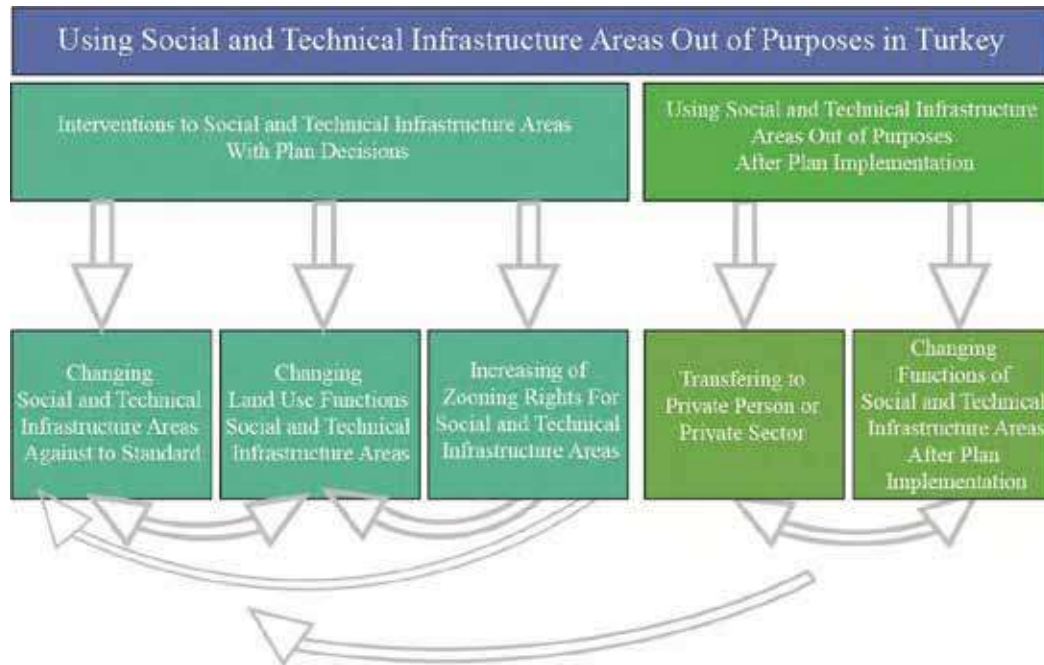 Using Social and Technical Infrastructure Areas Out of Purposes in Turkey
Interventions to Social and Technical Infrastructure Areas
With Plan Decisions
Using Social and Technical Infrastructure
Areas Out of Purposes
After Plan Implementation
Changing
Social and Technical
Infrastructure Areas
Against to Standard
Changing
Land Use Functions
Social and Technical
Infrastructure Areas
Increasing of
Zooning Rights For
Social and Technical
Infrastructure Areas
Transfering to
Private Person or
Private Sector
Changing
Functions of
Social and Technical
Infrastructure Areas
After Plan
Implementation